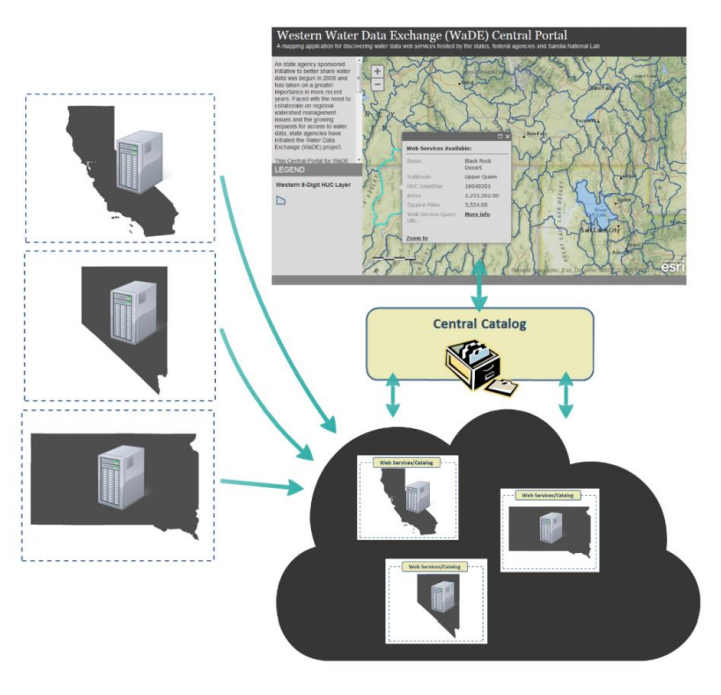 Western Water Data Exchange (WaDE) Central Portal
A mapping application for discovering water data web services hosted by the states, federal agencies and Sandia National Lab
An state agency sponsored
initiative to better share water
data was begun in 2008 and
has taken on a greater
importance in more recent
years. Faced with the need to
collaborate on regional
watershed management
issues and the growing
requests for access to water
data, state agencies have
initiated the Water Data
Exchange (WaDE) project.
This Central Portal for WaDE
LEGEND
Western 8-Digit HUC Layer
+
−
Web Services Available:
Basin Black Rock
Desert
Subbasin Upper Quinn
HUC Identifier 16040201
Acres 2,255,362.00
Square Miles 3,524.00
Web Service Query More info
URL:
Zoom to
Salt Lake City
esri
Central Catalog
Web Services/Catalog
Web Services/Catalog
Web Services/Catalog